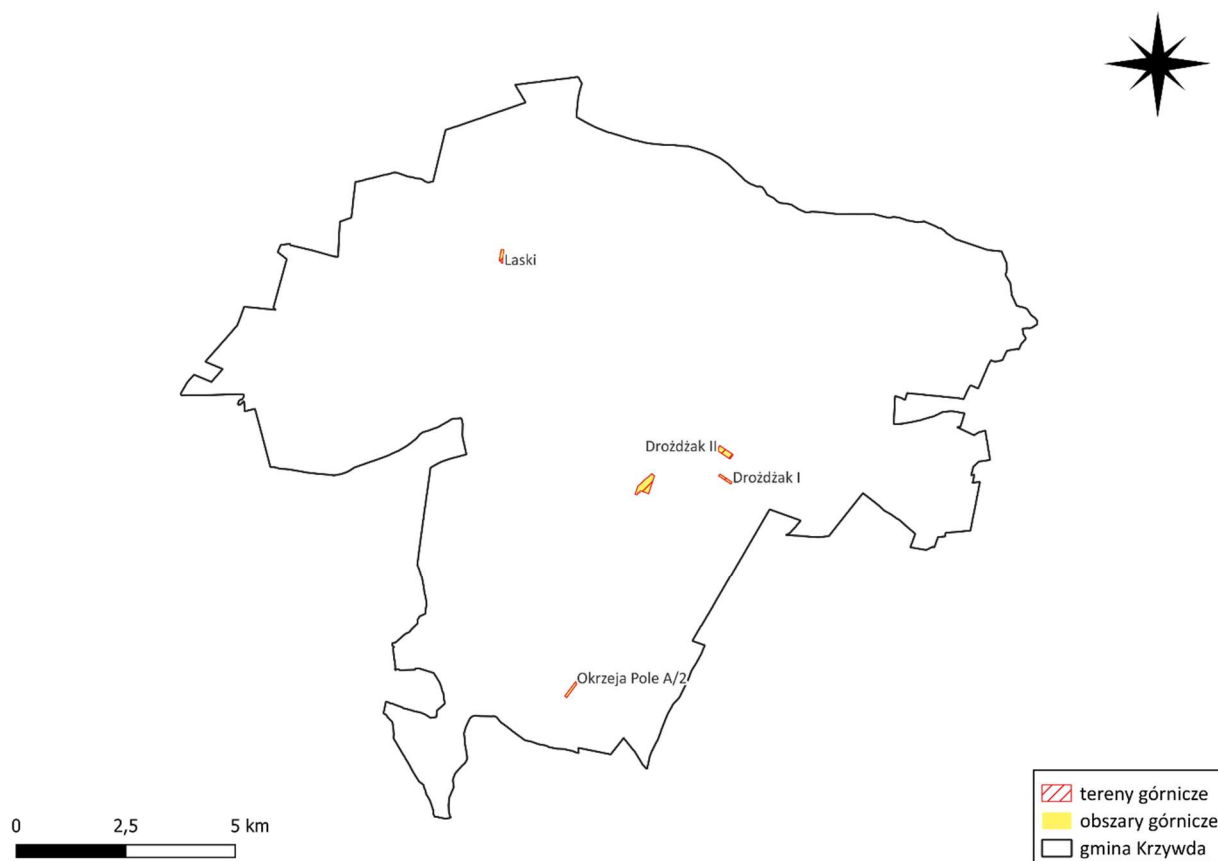 Laski
Drożdżak II
Drożdżak I
Okrzeja Pole A/2
tereny górnicze
obszary górnicze
gmina Krzywda
0 2,5 5 km